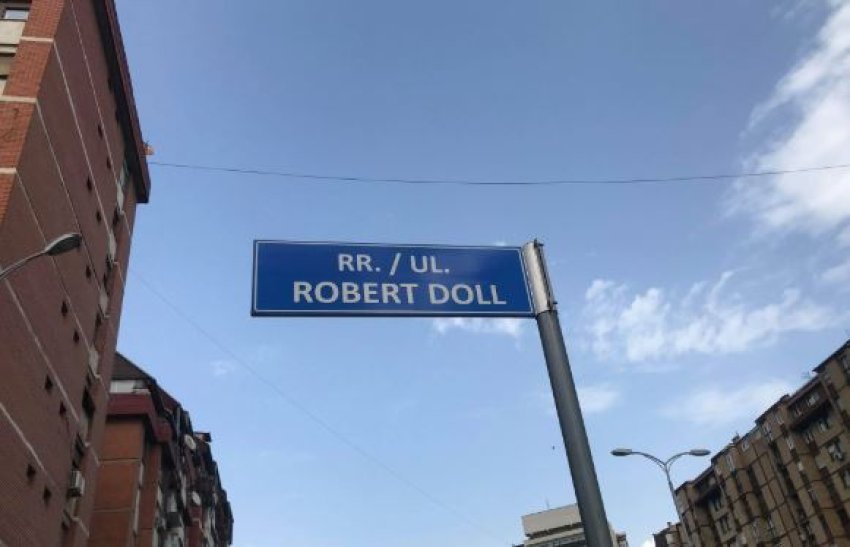 RR. / UL.
ROBERT DOLL